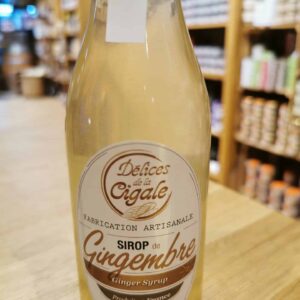 Délices
de la
Cigale
FABRICATION ARTISANALE
SIROP de
Gingembre
Ginger Syrup